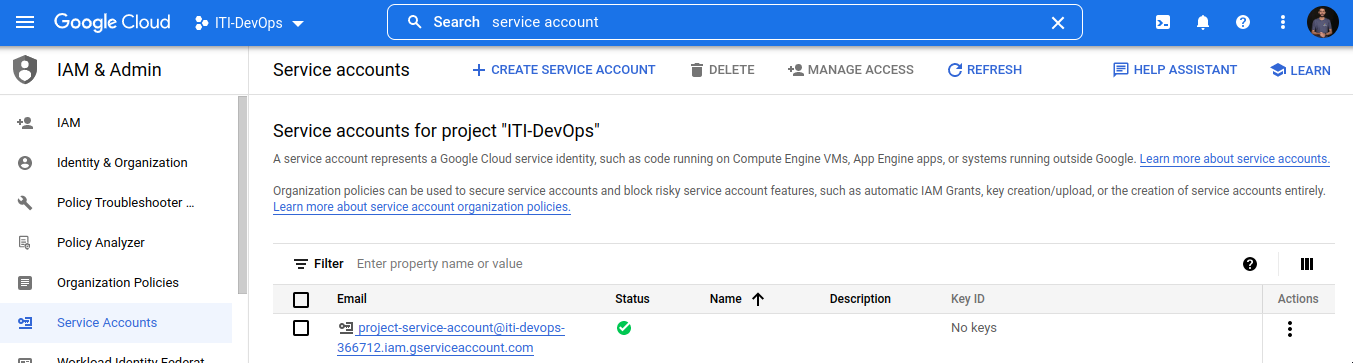 Google Cloud
ITI-DevOps
Search service account
IAM & Admin
Service accounts
CREATE SERVICE ACCOUNT
DELETE
MANAGE ACCESS
REFRESH
HELP ASSISTANT
LEARN
IAM
Identity & Organization
Policy Troubleshooter ...
Policy Analyzer
Organization Policies
Service Accounts
Workload Identity Federat
Service accounts for project "ITI-DevOps"
A service account represents a Google Cloud service identity, such as code running on Compute Engine VMs, App Engine apps, or systems running outside Google. Learn more about service accounts.
Organization policies can be used to secure service accounts and block risky service account features, such as automatic IAM Grants, key creation/upload, or the creation of service accounts entirely.
Learn more about service account organization policies.
Filter Enter property name or value
Email Status Name Description Key ID Actions
project-service-account@iti-devops- No keys
366712.iam.gserviceaccount.com